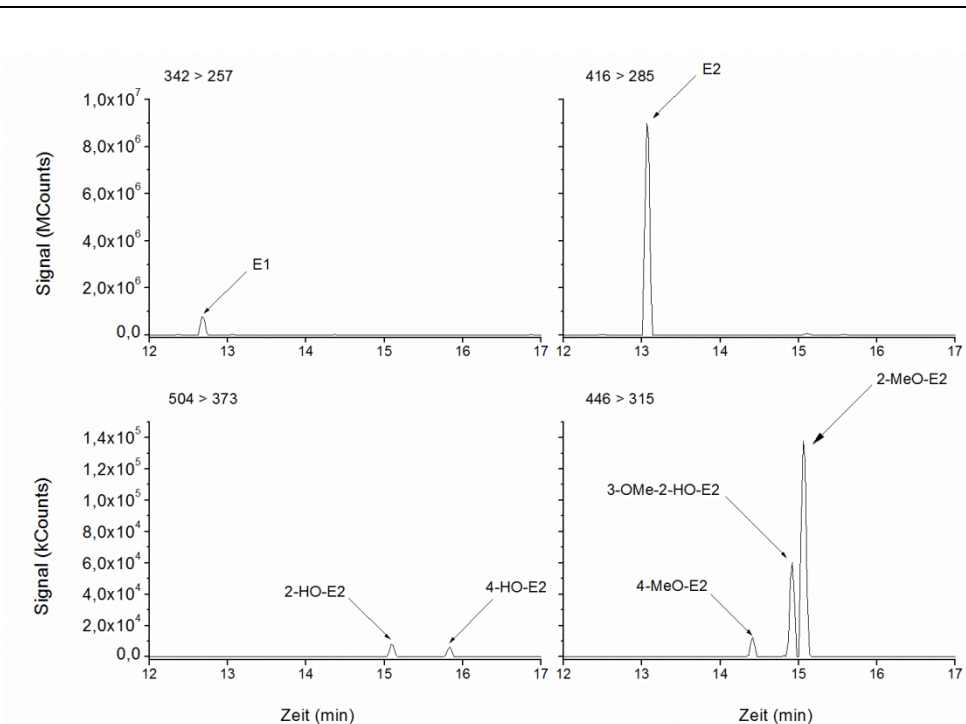 342 > 257
E1
1,0x10⁷
8,0x10⁶
6,0x10⁶
4,0x10⁶
2,0x10⁶
0,0
Signal (MCounts)
12 13 14 15 16 17
416 > 285
E2
12 13 14 15 16 17
504 > 373
1,4x10⁵
1,2x10⁵
1,0x10⁵
8,0x10⁴
6,0x10⁴
4,0x10⁴
2,0x10⁴
0,0
Signal (kCounts)
2-HO-E2
4-HO-E2
12 13 14 15 16 17
Zeit (min)
446 > 315
2-MeO-E2
3-OMe-2-HO-E2
4-MeO-E2
12 13 14 15 16 17
Zeit (min)